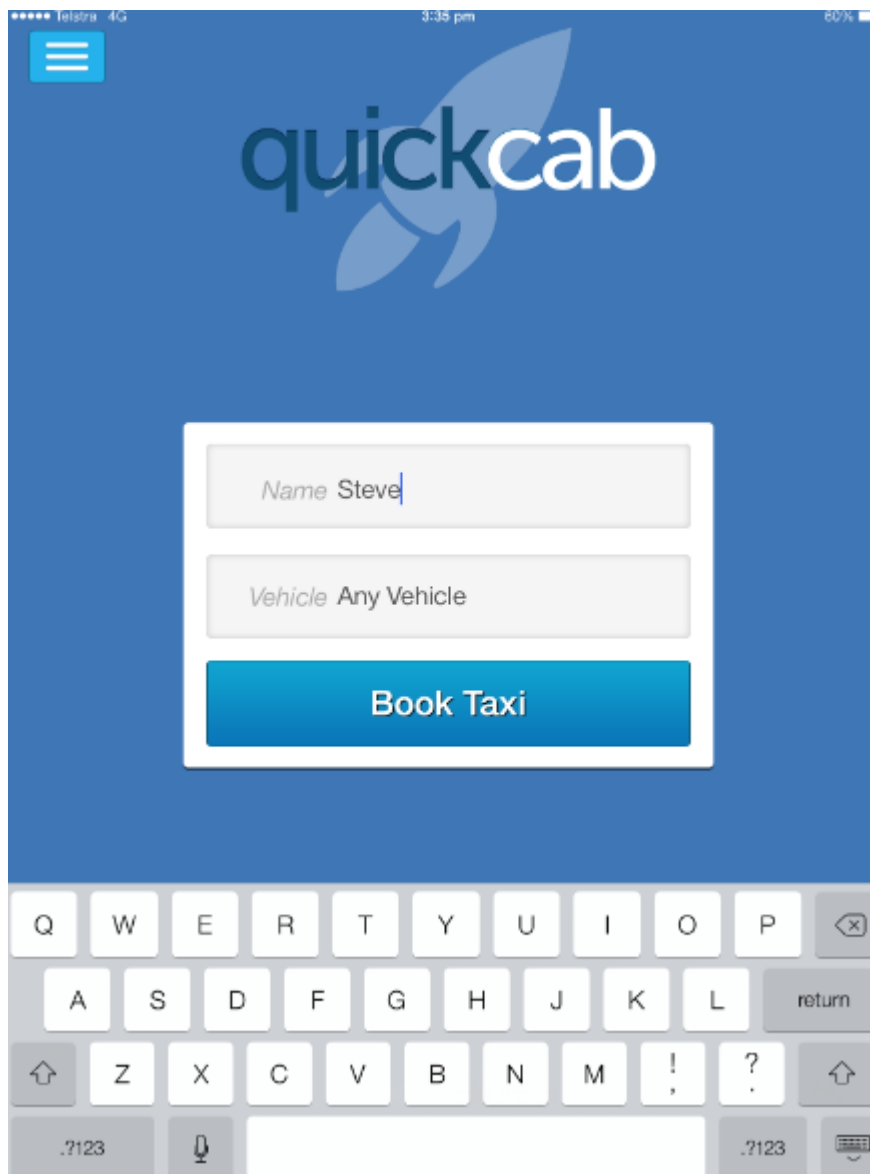 Telstra 4G 3:35 pm 60%
quickcab
Name Steve
Vehicle Any Vehicle
Book Taxi
Q W E R T Y U I O P
A S D F G H J K L return
Z X C V B N M ! , ? .
.?123 .?123